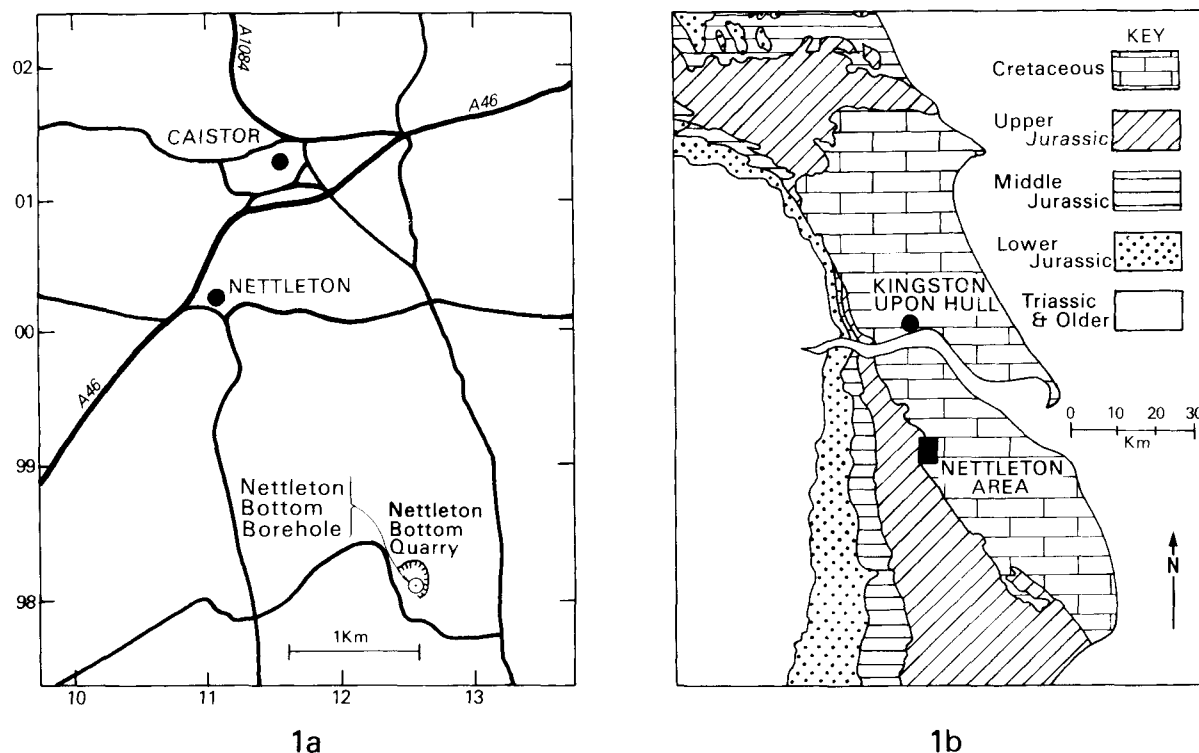 02
01
00
99
98
10
11
12
13
A1084
A46
CAISTOR
NETTLETON
A46
Nettleton
Bottom
Borehole
Nettleton
Bottom
Quarry
1Km
1a
KEY
Cretaceous
Upper
Jurassic
Middle
Jurassic
Lower
Jurassic
Triassic
& Older
KINGSTON
UPON HULL
0 10 20 30
Km
NETTLETON
AREA
N
1b